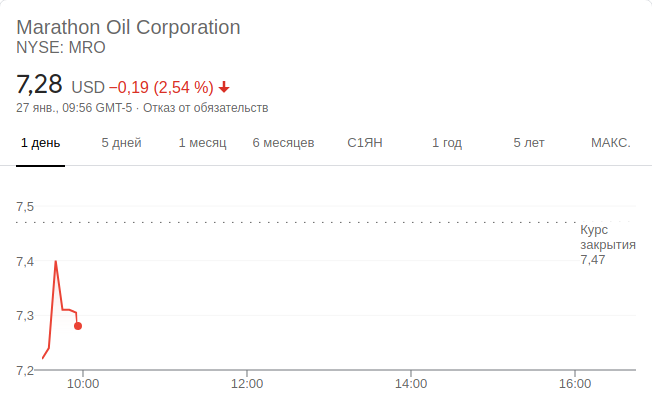 Marathon Oil Corporation
NYSE: MRO
7,28 USD −0,19 (2,54 %)
27 янв., 09:56 GMT-5 · Отказ от обязательств
1 день 5 дней 1 месяц 6 месяцев С1ЯН 1 год 5 лет МАКС.
7,5
Курс
закрытия
7,47
7,4
7,3
7,2
10:00 12:00 14:00 16:00